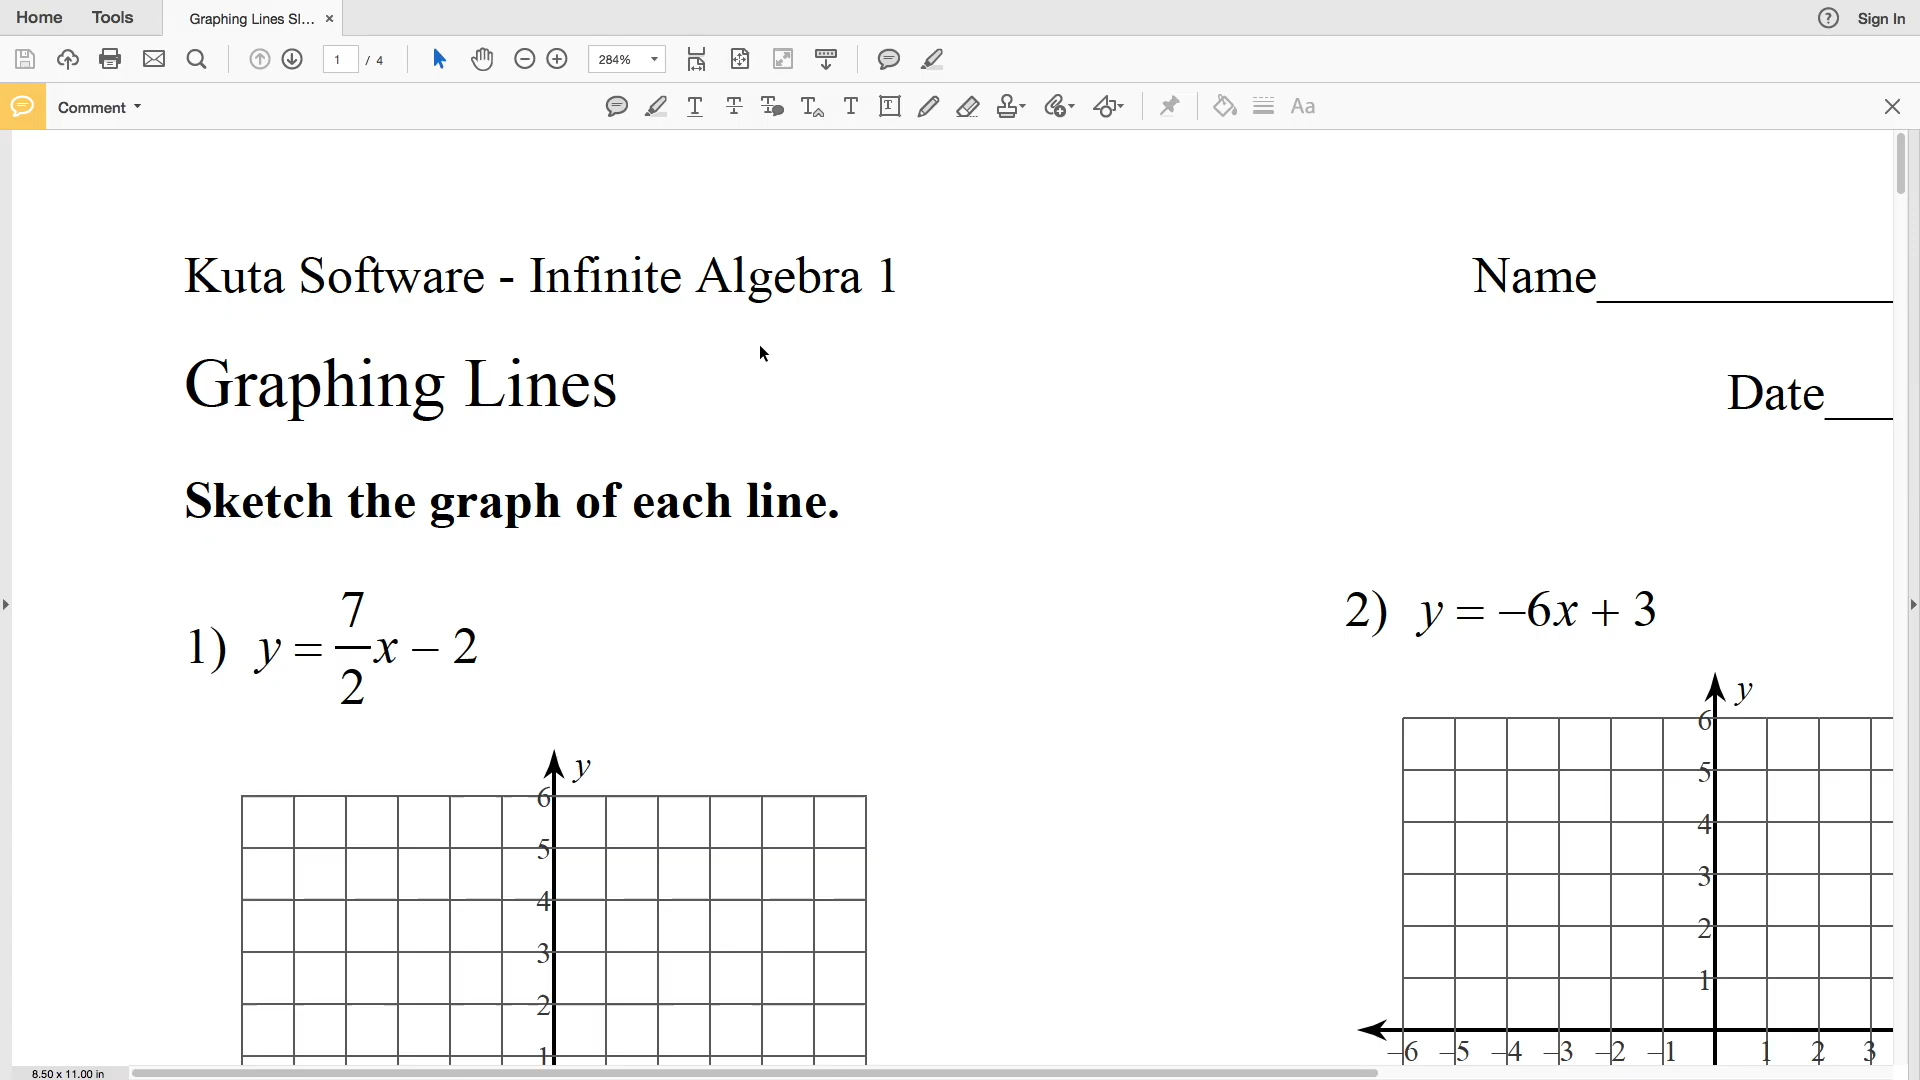 Home Tools Graphing Lines Sl... × ? Sign In
1 / 4 284%
Comment Aa
Kuta Software - Infinite Algebra 1 Name
Graphing Lines Date
Sketch the graph of each line.
1) y = 7/2 x − 2
2) y = −6x + 3
y
6
5
4
3
2
1
y
6
5
4
3
2
1
−6 −5 −4 −3 −2 −1 1 2 3
8.50 x 11.00 in